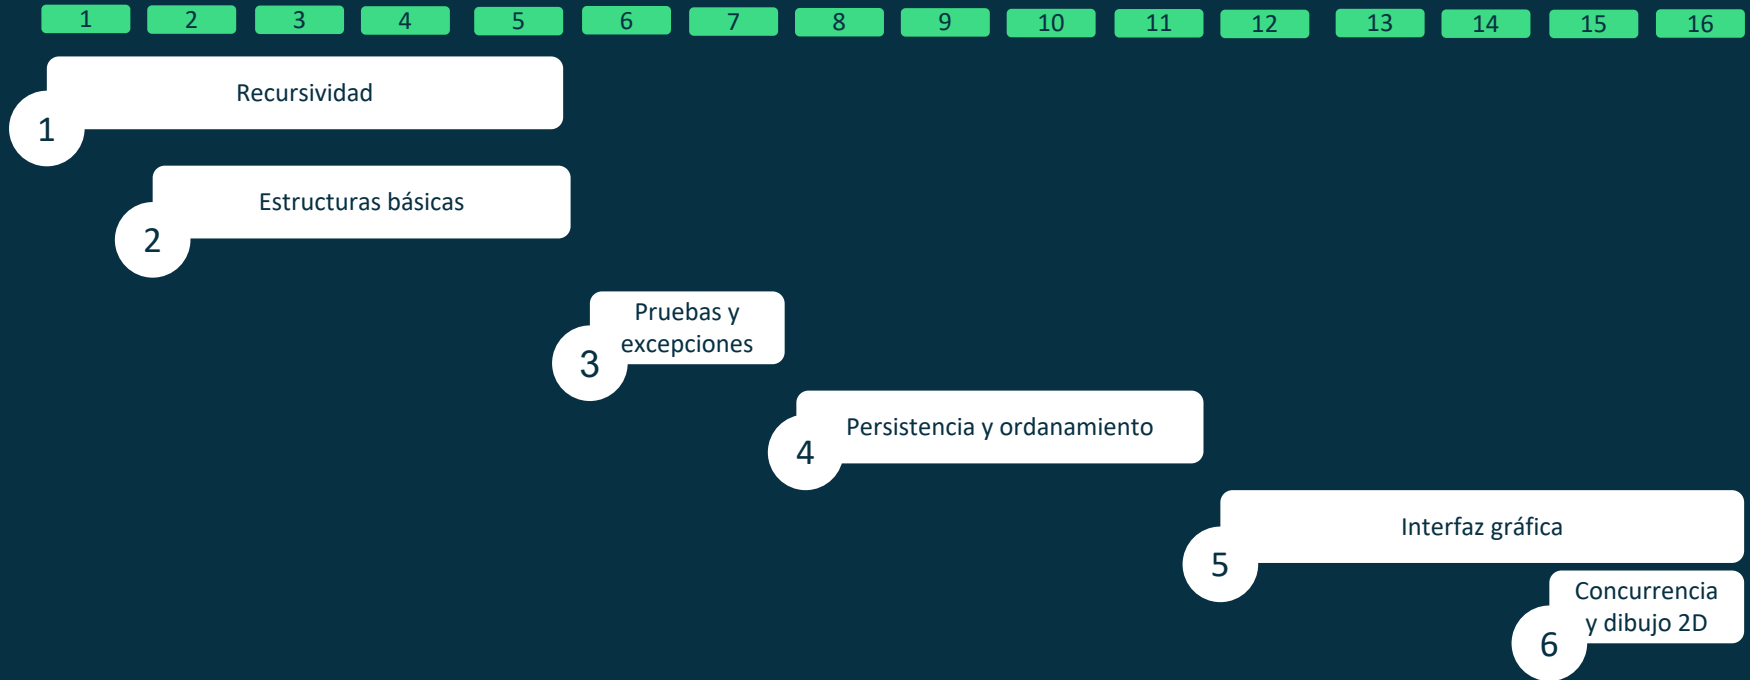 1 2 3 4 5 6 7 8 9 10 11 12 13 14 15 16
Recursividad
1
Estructuras básicas
2
Pruebas y
excepciones
3
Persistencia y ordanamiento
4
Interfaz gráfica
5
Concurrencia
y dibujo 2D
6